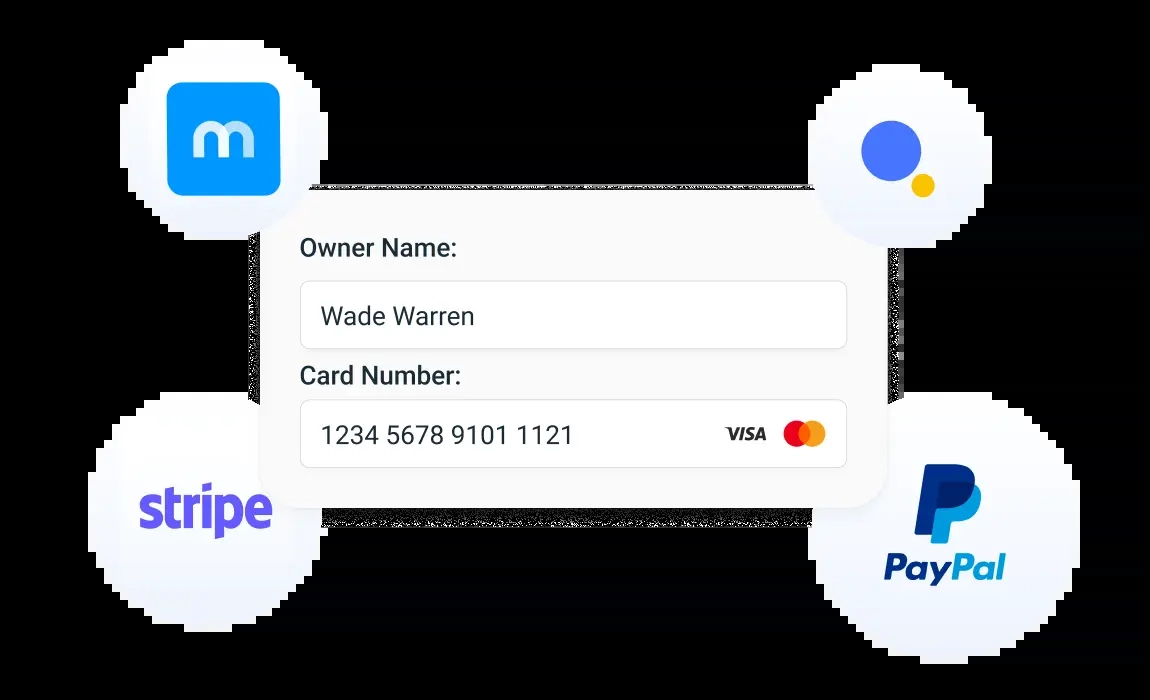 m
Owner Name:
Wade Warren
Card Number:
1234 5678 9101 1121
VISA
stripe
PayPal